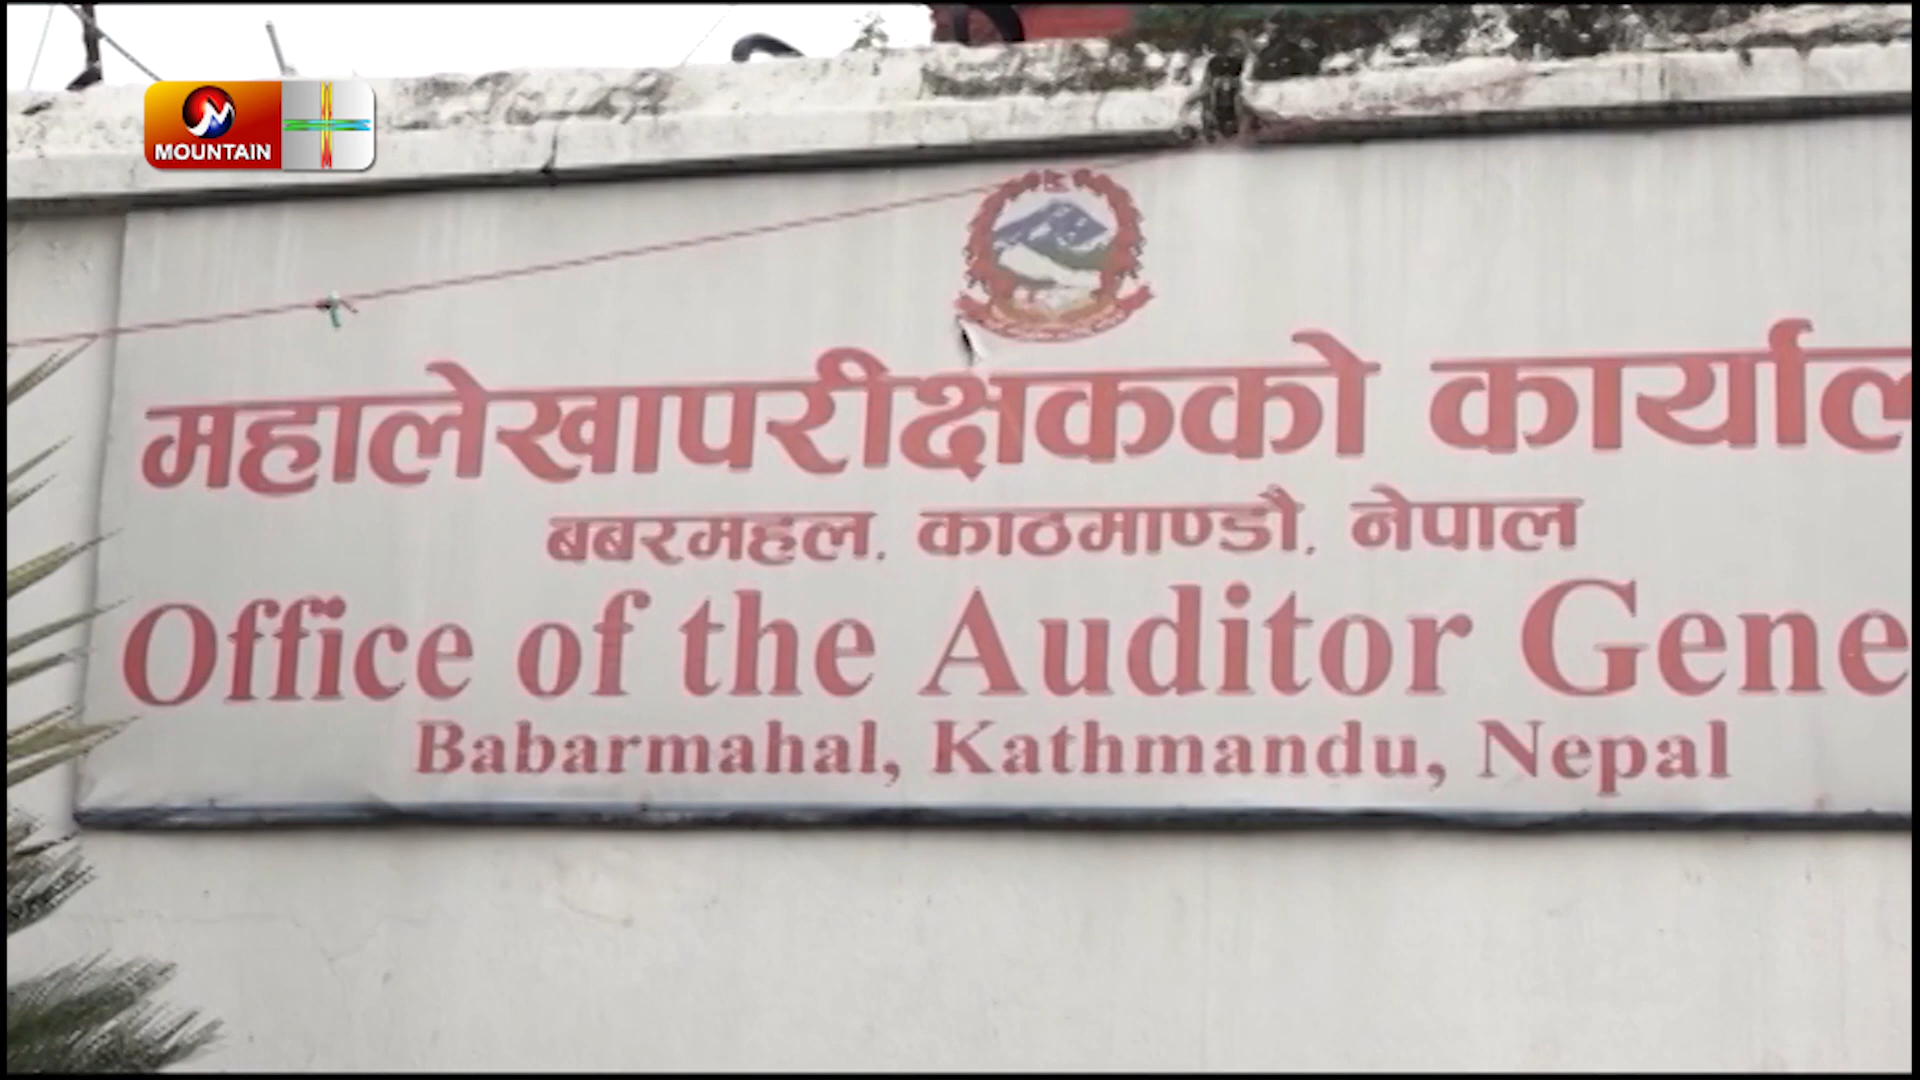 MOUNTAIN
महालेखापरीक्षकको कार्याल
बबरमहल, काठमाण्डौ, नेपाल
Office of the Auditor Gene
Babarmahal, Kathmandu, Nepal